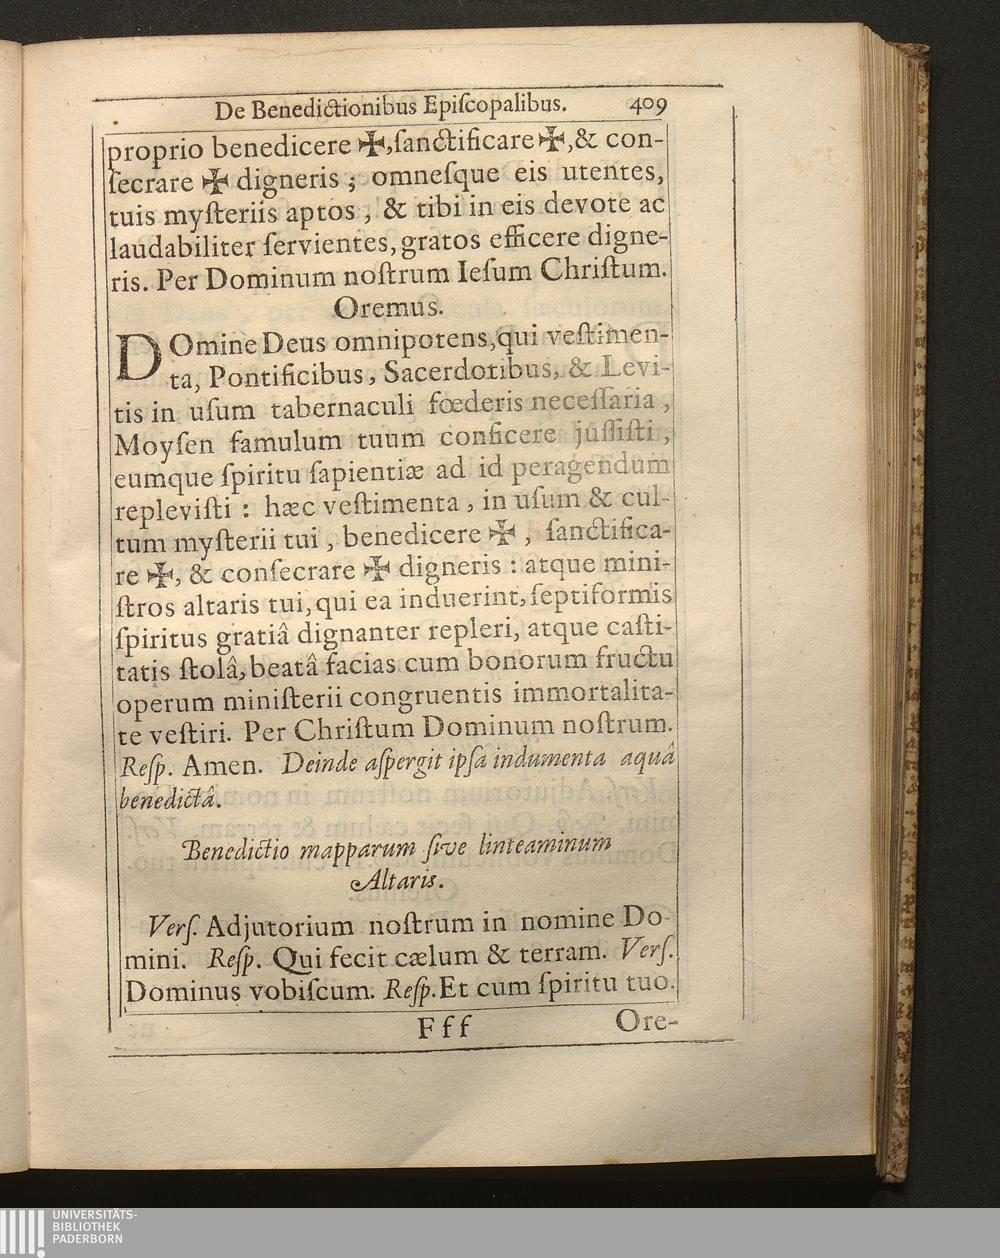 De Benedictionibus Epiſcopalibus. 409
proprio benedicere ✠, ſanctificare ✠, & con-
ſecrare ✠ digneris ; omneſque eis utentes,
tuis myſteriis aptos , & tibi in eis devote ac
laudabiliter ſervientes, gratos efficere digne-
ris. Per Dominum noſtrum Ieſum Chriſtum.
Oremus.
DOmine Deus omnipotens, qui veſtimen-
ta, Pontificibus, Sacerdotibus, & Levi-
tis in uſum tabernaculi fœderis neceſſaria ,
Moyſen famulum tuum conficere juſſiſti ,
eumque ſpiritu ſapientiæ ad id peragendum
repleviſti : hæc veſtimenta , in uſum & cul-
tum myſterii tui , benedicere ✠ , ſanctifica-
re ✠, & conſecrare ✠ digneris : atque mini-
ſtros altaris tui, qui ea induerint, ſeptiformis
ſpiritus gratiâ dignanter repleri, atque caſti-
tatis ſtolâ, beatâ facias cum bonorum fructu
operum miniſterii congruentis immortalita-
te veſtiri. Per Chriſtum Dominum noſtrum.
Reſp. Amen. Deinde aſpergit ipſa indumenta aquâ
benedictâ.
Benedictio mapparum ſive linteaminum
Altaris.
Verſ. Adjutorium noſtrum in nomine Do-
mini. Reſp. Qui fecit cælum & terram. Verſ.
Dominus vobiſcum. Reſp. Et cum ſpiritu tuo.
Fff Ore-
UNIVERSITÄTS-
BIBLIOTHEK
PADERBORN